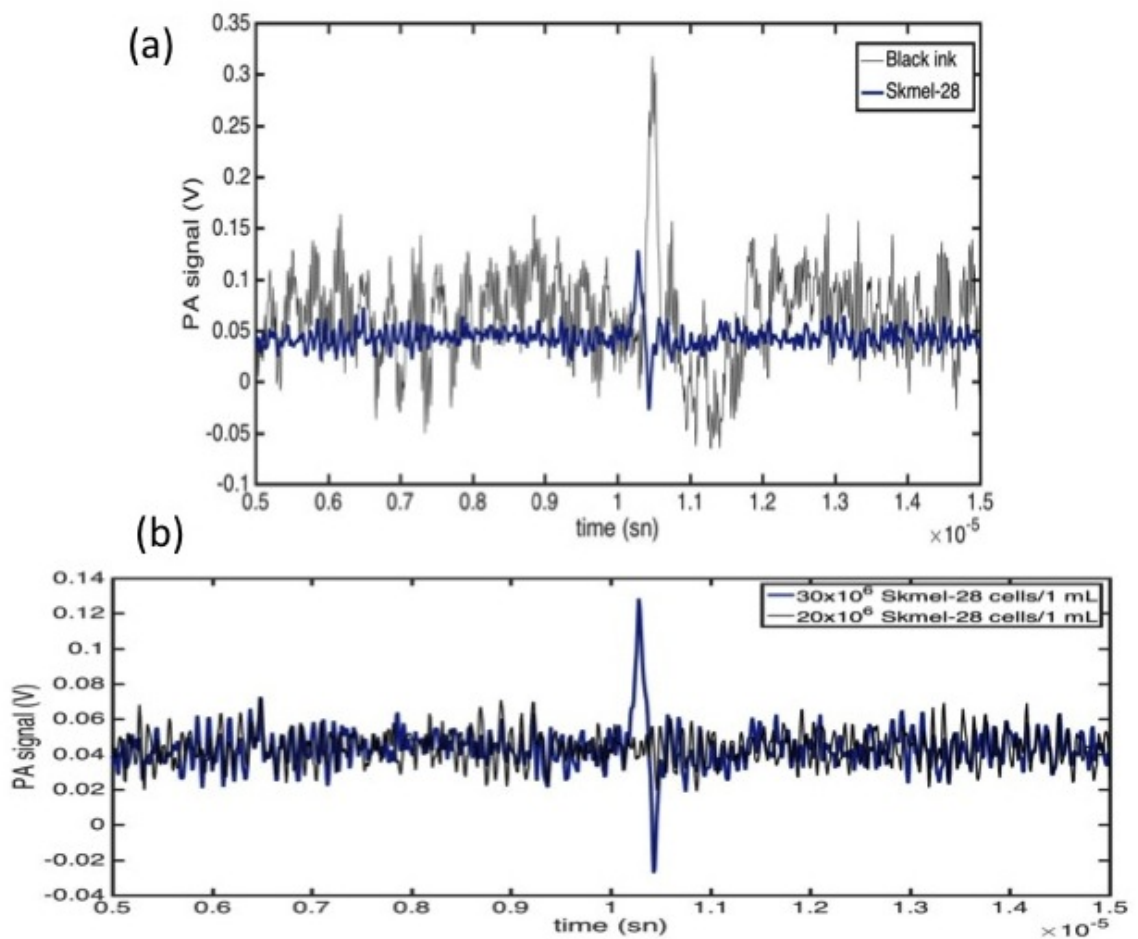 (a)
0.35
0.3
0.25
0.2
0.15
0.1
0.05
0
-0.05
-0.1
PA signal (V)
Black ink
Skmel-28
0.5 0.6 0.7 0.8 0.9 1 1.1 1.2 1.3 1.4 1.5
time (sn)
×10-5
(b)
0.14
0.12
0.10
0.08
0.06
0.04
0.02
0
-0.02
-0.04
PA signal (V)
30x10⁶ Skmel-28 cells/1 mL
20x10⁶ Skmel-28 cells/1 mL
0.5 0.6 0.7 0.8 0.9 1 1.1 1.2 1.3 1.4 1.5
time (sn)
×10-5